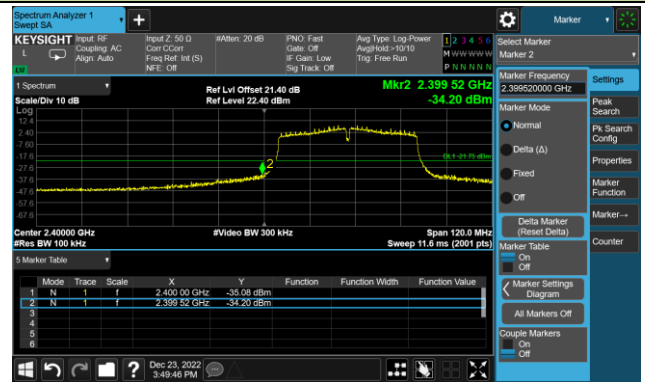 Spectrum Analyzer 1
Swept SA
Marker
KEYSIGHT
L
Input: RF
Coupling: AC
Align: Auto
Input Z: 50 Ω
Corr CCorr
Freq Ref: Int (S)
NFE: Off
#Atten: 20 dB
PNO: Fast
Gate: Off
IF Gain: Low
Sig Track: Off
Avg Type: Log-Power
Avg|Hold:>10/10
Trig: Free Run
1 2 3 4 5 6
M W W W W W
P N N N N N
LW
Select Marker
Marker 2
1 Spectrum
Scale/Div 10 dB
Log
Ref Lvl Offset 21.40 dB
Ref Level 22.40 dBm
Mkr2 2.399 52 GHz
-34.20 dBm
12.4
2.40
-7.60
-17.6
-27.6
-37.6
-47.6
-57.6
-67.6
2
DL1 -21.15 dBm
Center 2.40000 GHz
#Res BW 100 kHz
#Video BW 300 kHz
Span 120.0 MHz
Sweep 11.6 ms (2001 pts)
5 Marker Table
Mode Trace Scale X Y Function Function Width Function Value
1 N 1 f 2.400 00 GHz -35.08 dBm
2 N 1 f 2.399 52 GHz -34.20 dBm
3
4
5
6
Marker Frequency
2.399520000 GHz
Marker Mode
Normal
Delta (Δ)
Fixed
Off
Delta Marker
(Reset Delta)
Marker Table
On
Off
Marker Settings
Diagram
All Markers Off
Couple Markers
On
Off
Settings
Peak
Search
Pk Search
Config
Properties
Marker
Function
Marker→
Counter
Dec 23, 2022
3:49:46 PM